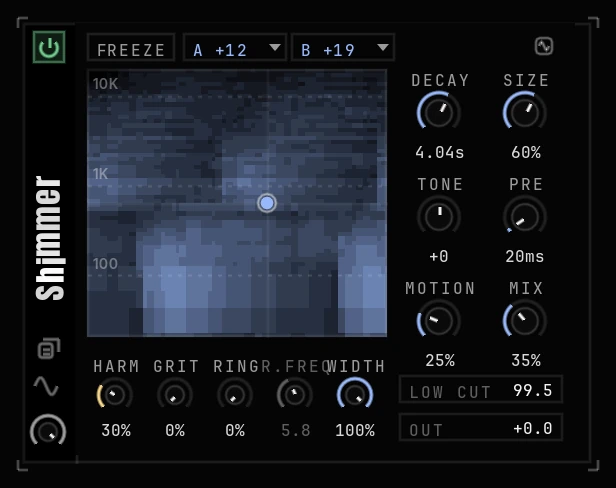 FREEZE A +12 B +19
10K
1K
100
Shimmer
DECAY SIZE
4.04s 60%
TONE PRE
+0 20ms
MOTION MIX
25% 35%
HARM GRIT RING R.FREQ WIDTH
30% 0% 0% 5.8 100%
LOW CUT 99.5
OUT +0.0